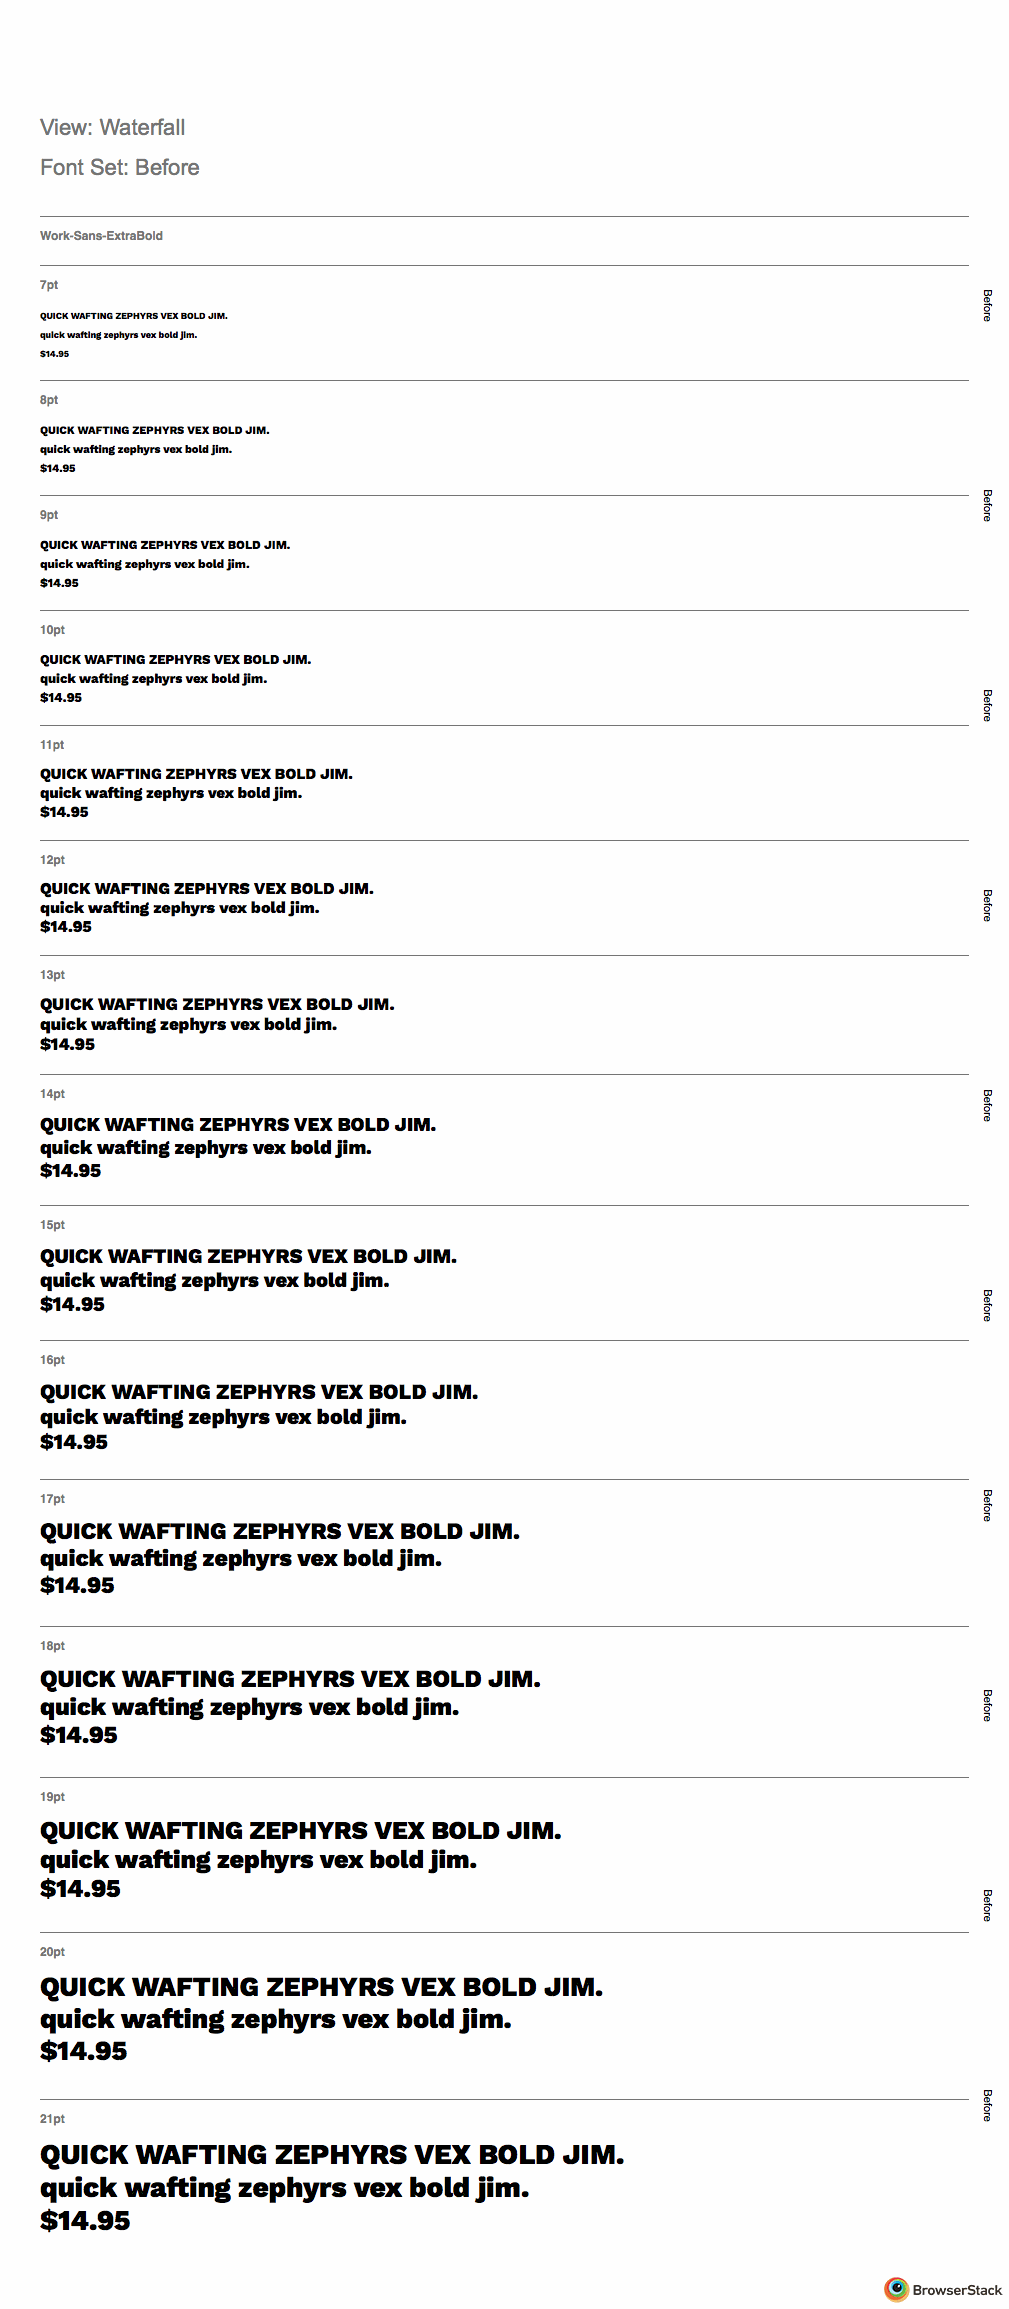 View: Waterfall
Font Set: Before
Work-Sans-ExtraBold
7pt
QUICK WAFTING ZEPHYRS VEX BOLD JIM.
quick wafting zephyrs vex bold jim.
$14.95
Before
8pt
QUICK WAFTING ZEPHYRS VEX BOLD JIM.
quick wafting zephyrs vex bold jim.
$14.95
Before
9pt
QUICK WAFTING ZEPHYRS VEX BOLD JIM.
quick wafting zephyrs vex bold jim.
$14.95
10pt
QUICK WAFTING ZEPHYRS VEX BOLD JIM.
quick wafting zephyrs vex bold jim.
$14.95
Before
11pt
QUICK WAFTING ZEPHYRS VEX BOLD JIM.
quick wafting zephyrs vex bold jim.
$14.95
12pt
QUICK WAFTING ZEPHYRS VEX BOLD JIM.
quick wafting zephyrs vex bold jim.
$14.95
Before
13pt
QUICK WAFTING ZEPHYRS VEX BOLD JIM.
quick wafting zephyrs vex bold jim.
$14.95
14pt
QUICK WAFTING ZEPHYRS VEX BOLD JIM.
quick wafting zephyrs vex bold jim.
$14.95
Before
15pt
QUICK WAFTING ZEPHYRS VEX BOLD JIM.
quick wafting zephyrs vex bold jim.
$14.95
Before
16pt
QUICK WAFTING ZEPHYRS VEX BOLD JIM.
quick wafting zephyrs vex bold jim.
$14.95
17pt
QUICK WAFTING ZEPHYRS VEX BOLD JIM.
quick wafting zephyrs vex bold jim.
$14.95
Before
18pt
QUICK WAFTING ZEPHYRS VEX BOLD JIM.
quick wafting zephyrs vex bold jim.
$14.95
Before
19pt
QUICK WAFTING ZEPHYRS VEX BOLD JIM.
quick wafting zephyrs vex bold jim.
$14.95
Before
20pt
QUICK WAFTING ZEPHYRS VEX BOLD JIM.
quick wafting zephyrs vex bold jim.
$14.95
Before
21pt
QUICK WAFTING ZEPHYRS VEX BOLD JIM.
quick wafting zephyrs vex bold jim.
$14.95
BrowserStack